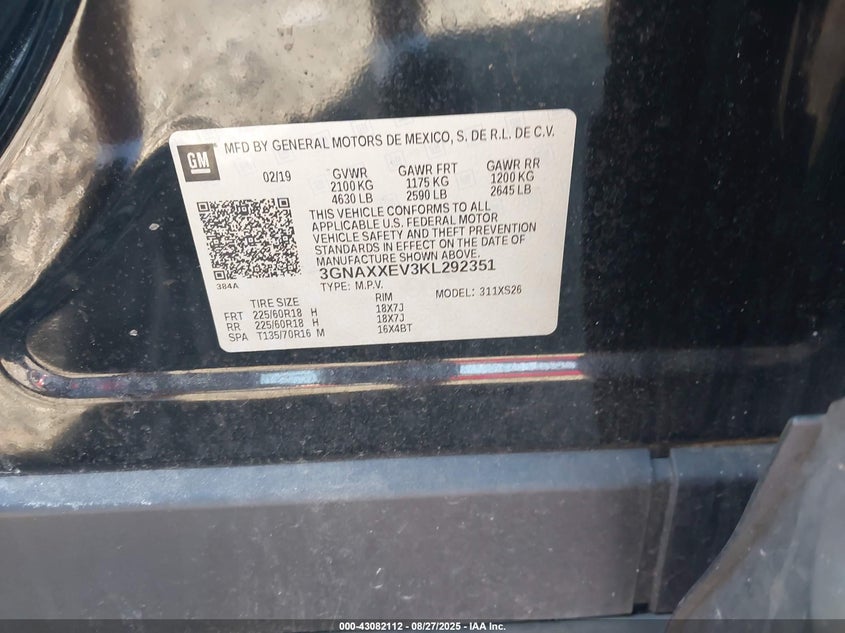 GM
MFD BY GENERAL MOTORS DE MEXICO, S. DE R.L. DE C.V.
02/19 GVWR GAWR FRT GAWR RR
2100 KG 1175 KG 1200 KG
4630 LB 2590 LB 2645 LB
THIS VEHICLE CONFORMS TO ALL
APPLICABLE U.S. FEDERAL MOTOR
VEHICLE SAFETY AND THEFT PREVENTION
STANDARDS IN EFFECT ON THE DATE OF
MANUFACTURE SHOWN ABOVE.
384A
3GNAXXEV3KL292351
TYPE: M.P.V. MODEL: 311XS26
TIRE SIZE RIM
FRT 225/60R18 H 18X7J
RR 225/60R18 H 18X7J
SPA T135/70R16 M 16X4BT
000-43082112 - 08/27/2025 - IAA Inc.